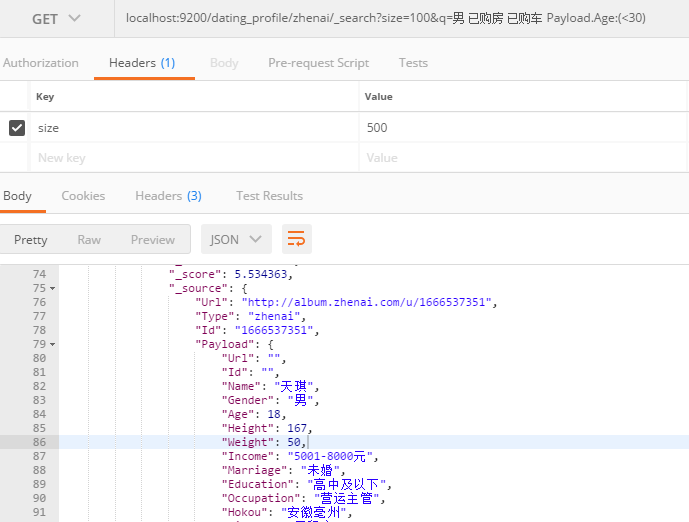 GET localhost:9200/dating_profile/zhenai/_search?size=100&q=男 已购房 已购车 Payload.Age:(<30)
Authorization Headers (1) Body Pre-request Script Tests
Key Value
size 500
New key Value
Body Cookies Headers (3) Test Results
Pretty Raw Preview JSON
74 "_score": 5.534363,
75 "_source": {
76 "Url": "http://album.zhenai.com/u/1666537351",
77 "Type": "zhenai",
78 "Id": "1666537351",
79 "Payload": {
80 "Url": "",
81 "Id": "",
82 "Name": "天琪",
83 "Gender": "男",
84 "Age": 18,
85 "Height": 167,
86 "Weight": 50,
87 "Income": "5001-8000元",
88 "Marriage": "未婚",
89 "Education": "高中及以下",
90 "Occupation": "营运主管",
91 "Hokou": "安徽亳州",